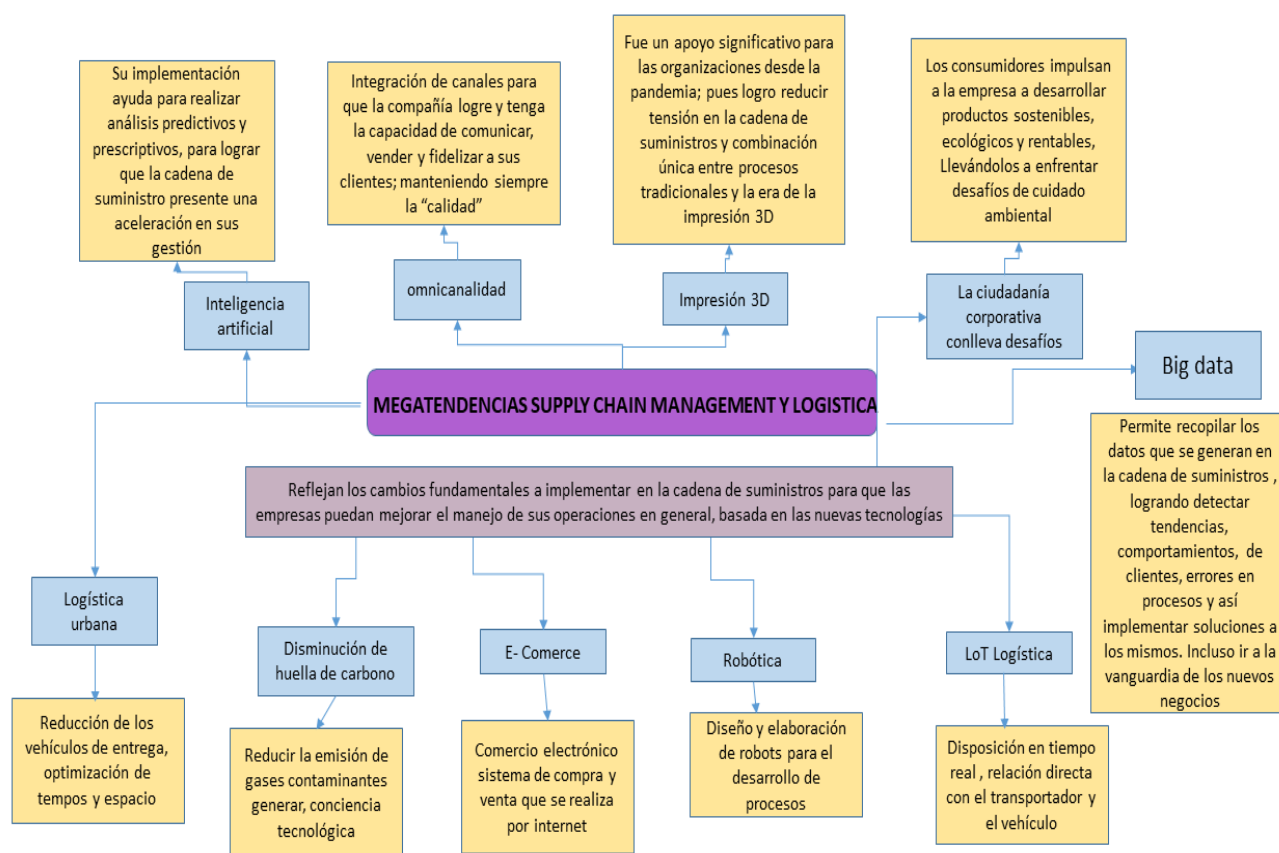 Su implementación
ayuda para realizar
análisis predictivos y
prescriptivos, para lograr
que la cadena de
suministro presente una
aceleración en sus
gestión
Integración de canales para
que la compañía logre y tenga
la capacidad de comunicar,
vender y fidelizar a sus
clientes; manteniendo siempre
la “calidad”
Fue un apoyo significativo para
las organizaciones desde la
pandemia; pues logro reducir
tensión en la cadena de
suministros y combinación
única entre procesos
tradicionales y la era de la
impresión 3D
Los consumidores impulsan
a la empresa a desarrollar
productos sostenibles,
ecológicos y rentables,
Llevándolos a enfrentar
desafíos de cuidado
ambiental
Inteligencia
artificial
omnicanalidad
Impresión 3D
La ciudadanía
corporativa
conlleva desafíos
Big data
MEGATENDENCIAS SUPPLY CHAIN MANAGEMENT Y LOGISTICA
Permite recopilar los
datos que se generan en
la cadena de suministros ,
logrando detectar
tendencias,
comportamientos, de
clientes, errores en
procesos y así
implementar soluciones a
los mismos. Incluso ir a la
vanguardia de los nuevos
negocios
Reflejan los cambios fundamentales a implementar en la cadena de suministros para que las
empresas puedan mejorar el manejo de sus operaciones en general, basada en las nuevas tecnologías
Logística
urbana
Disminución de
huella de carbono
E- Comerce
Robótica
LoT Logística
Reducción de los
vehículos de entrega,
optimización de
tempos y espacio
Reducir la emisión de
gases contaminantes
generar, conciencia
tecnológica
Comercio electrónico
sistema de compra y
venta que se realiza
por internet
Diseño y elaboración
de robots para el
desarrollo de
procesos
Disposición en tiempo
real , relación directa
con el transportador y
el vehículo